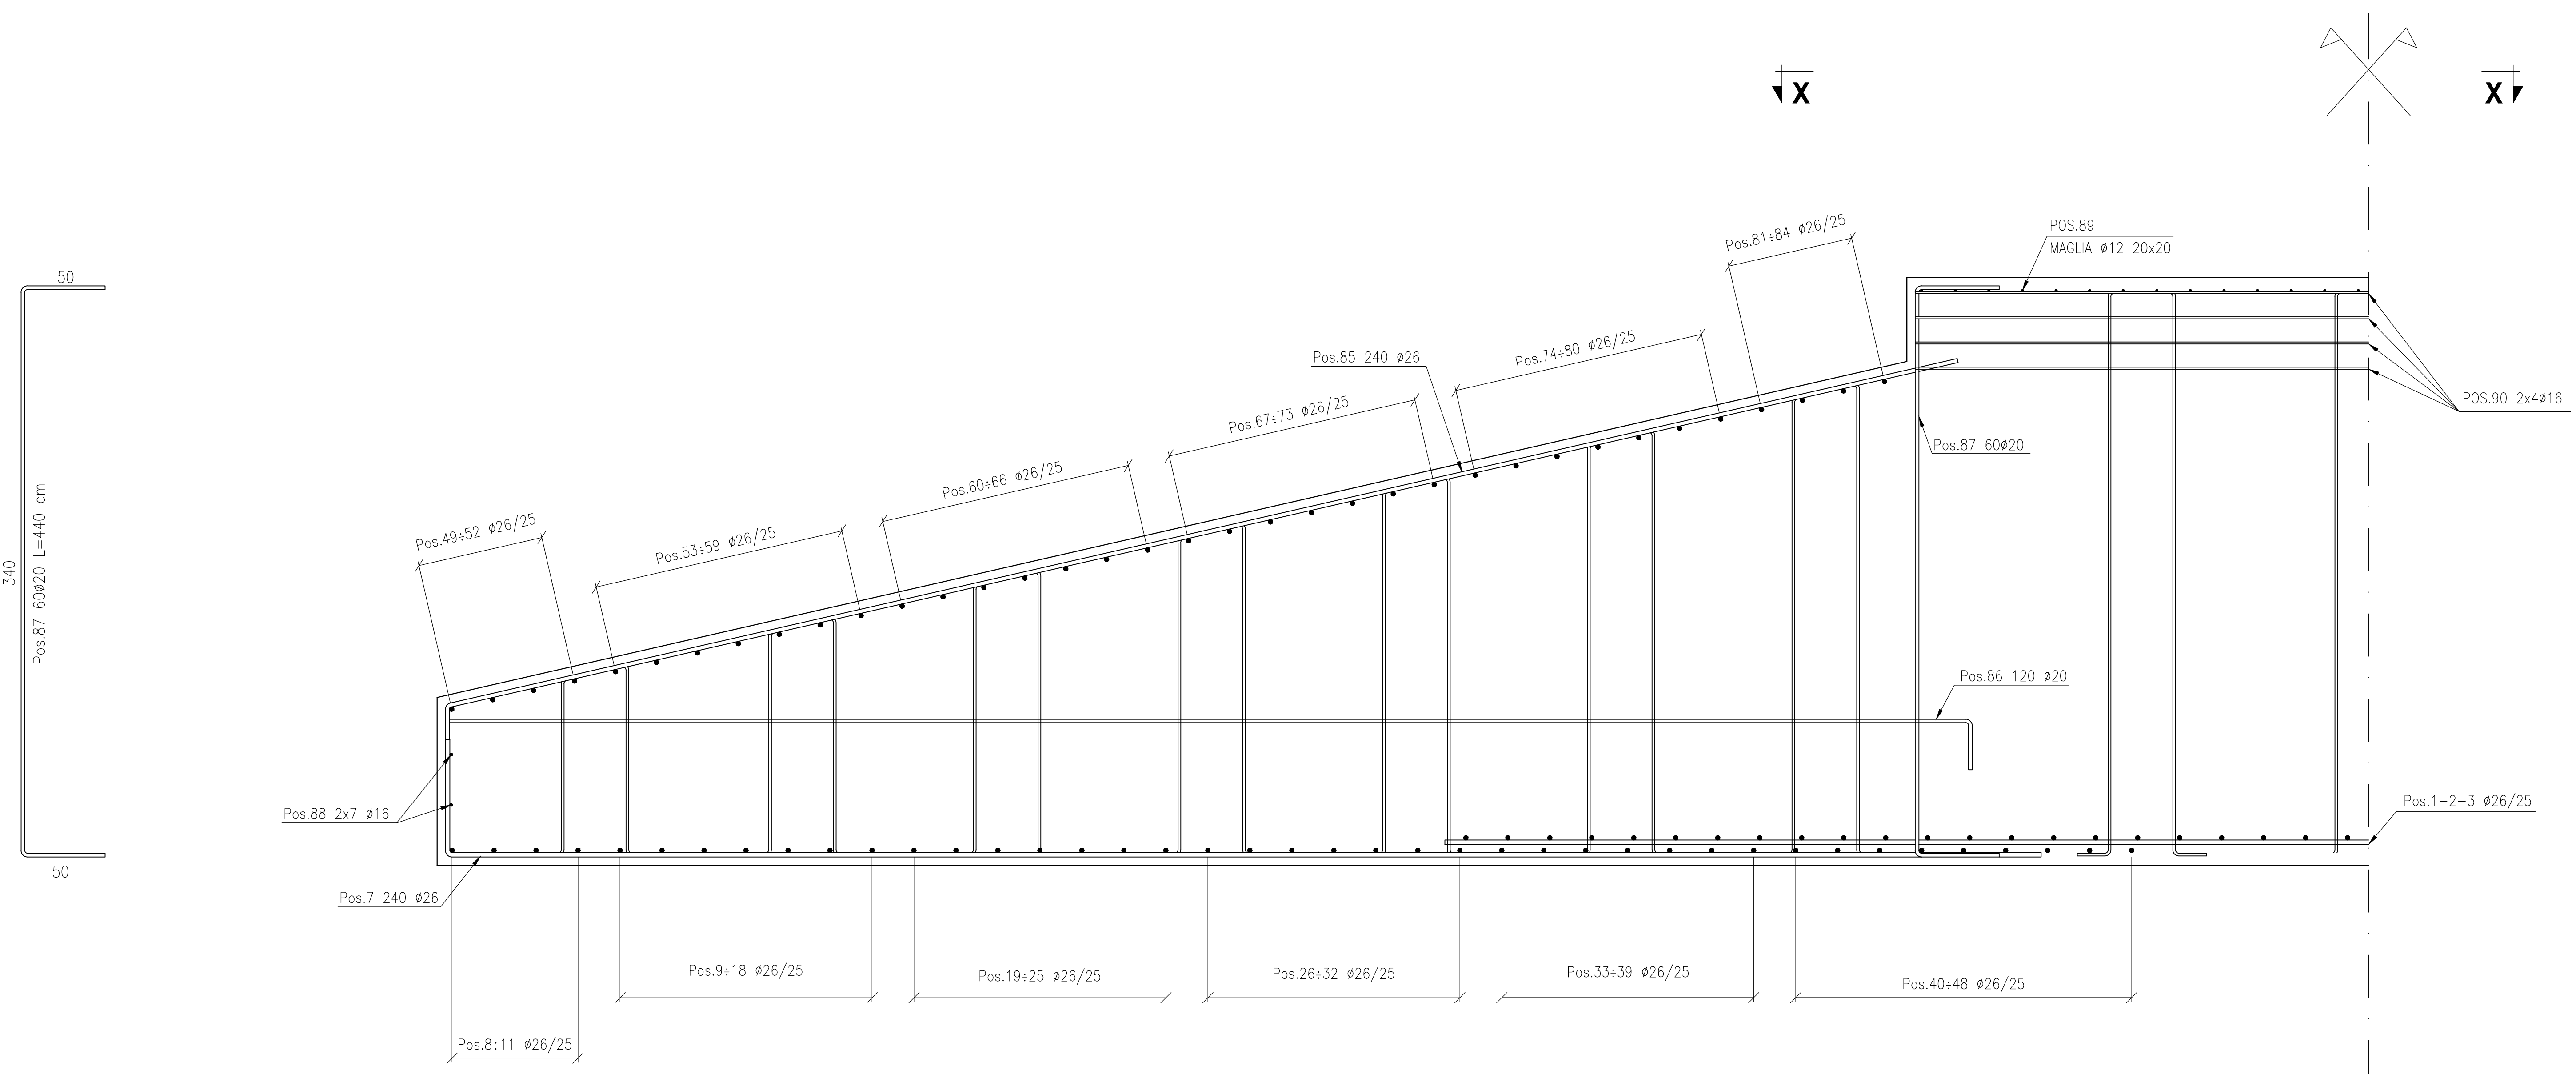 X
X
POS.89
MAGLIA ø12 20x20
Pos.81÷84 ø26/25
50
340
Pos.87 60ø20 L=440 cm
50
Pos.85 240 ø26
Pos.74÷80 ø26/25
POS.90 2x4ø16
Pos.67÷73 ø26/25
Pos.87 60ø20
Pos.60÷66 ø26/25
Pos.49÷52 ø26/25
Pos.53÷59 ø26/25
Pos.86 120 ø20
Pos.88 2x7 ø16
Pos.1-2-3 ø26/25
Pos.7 240 ø26
Pos.9÷18 ø26/25
Pos.19÷25 ø26/25
Pos.26÷32 ø26/25
Pos.33÷39 ø26/25
Pos.40÷48 ø26/25
Pos.8÷11 ø26/25